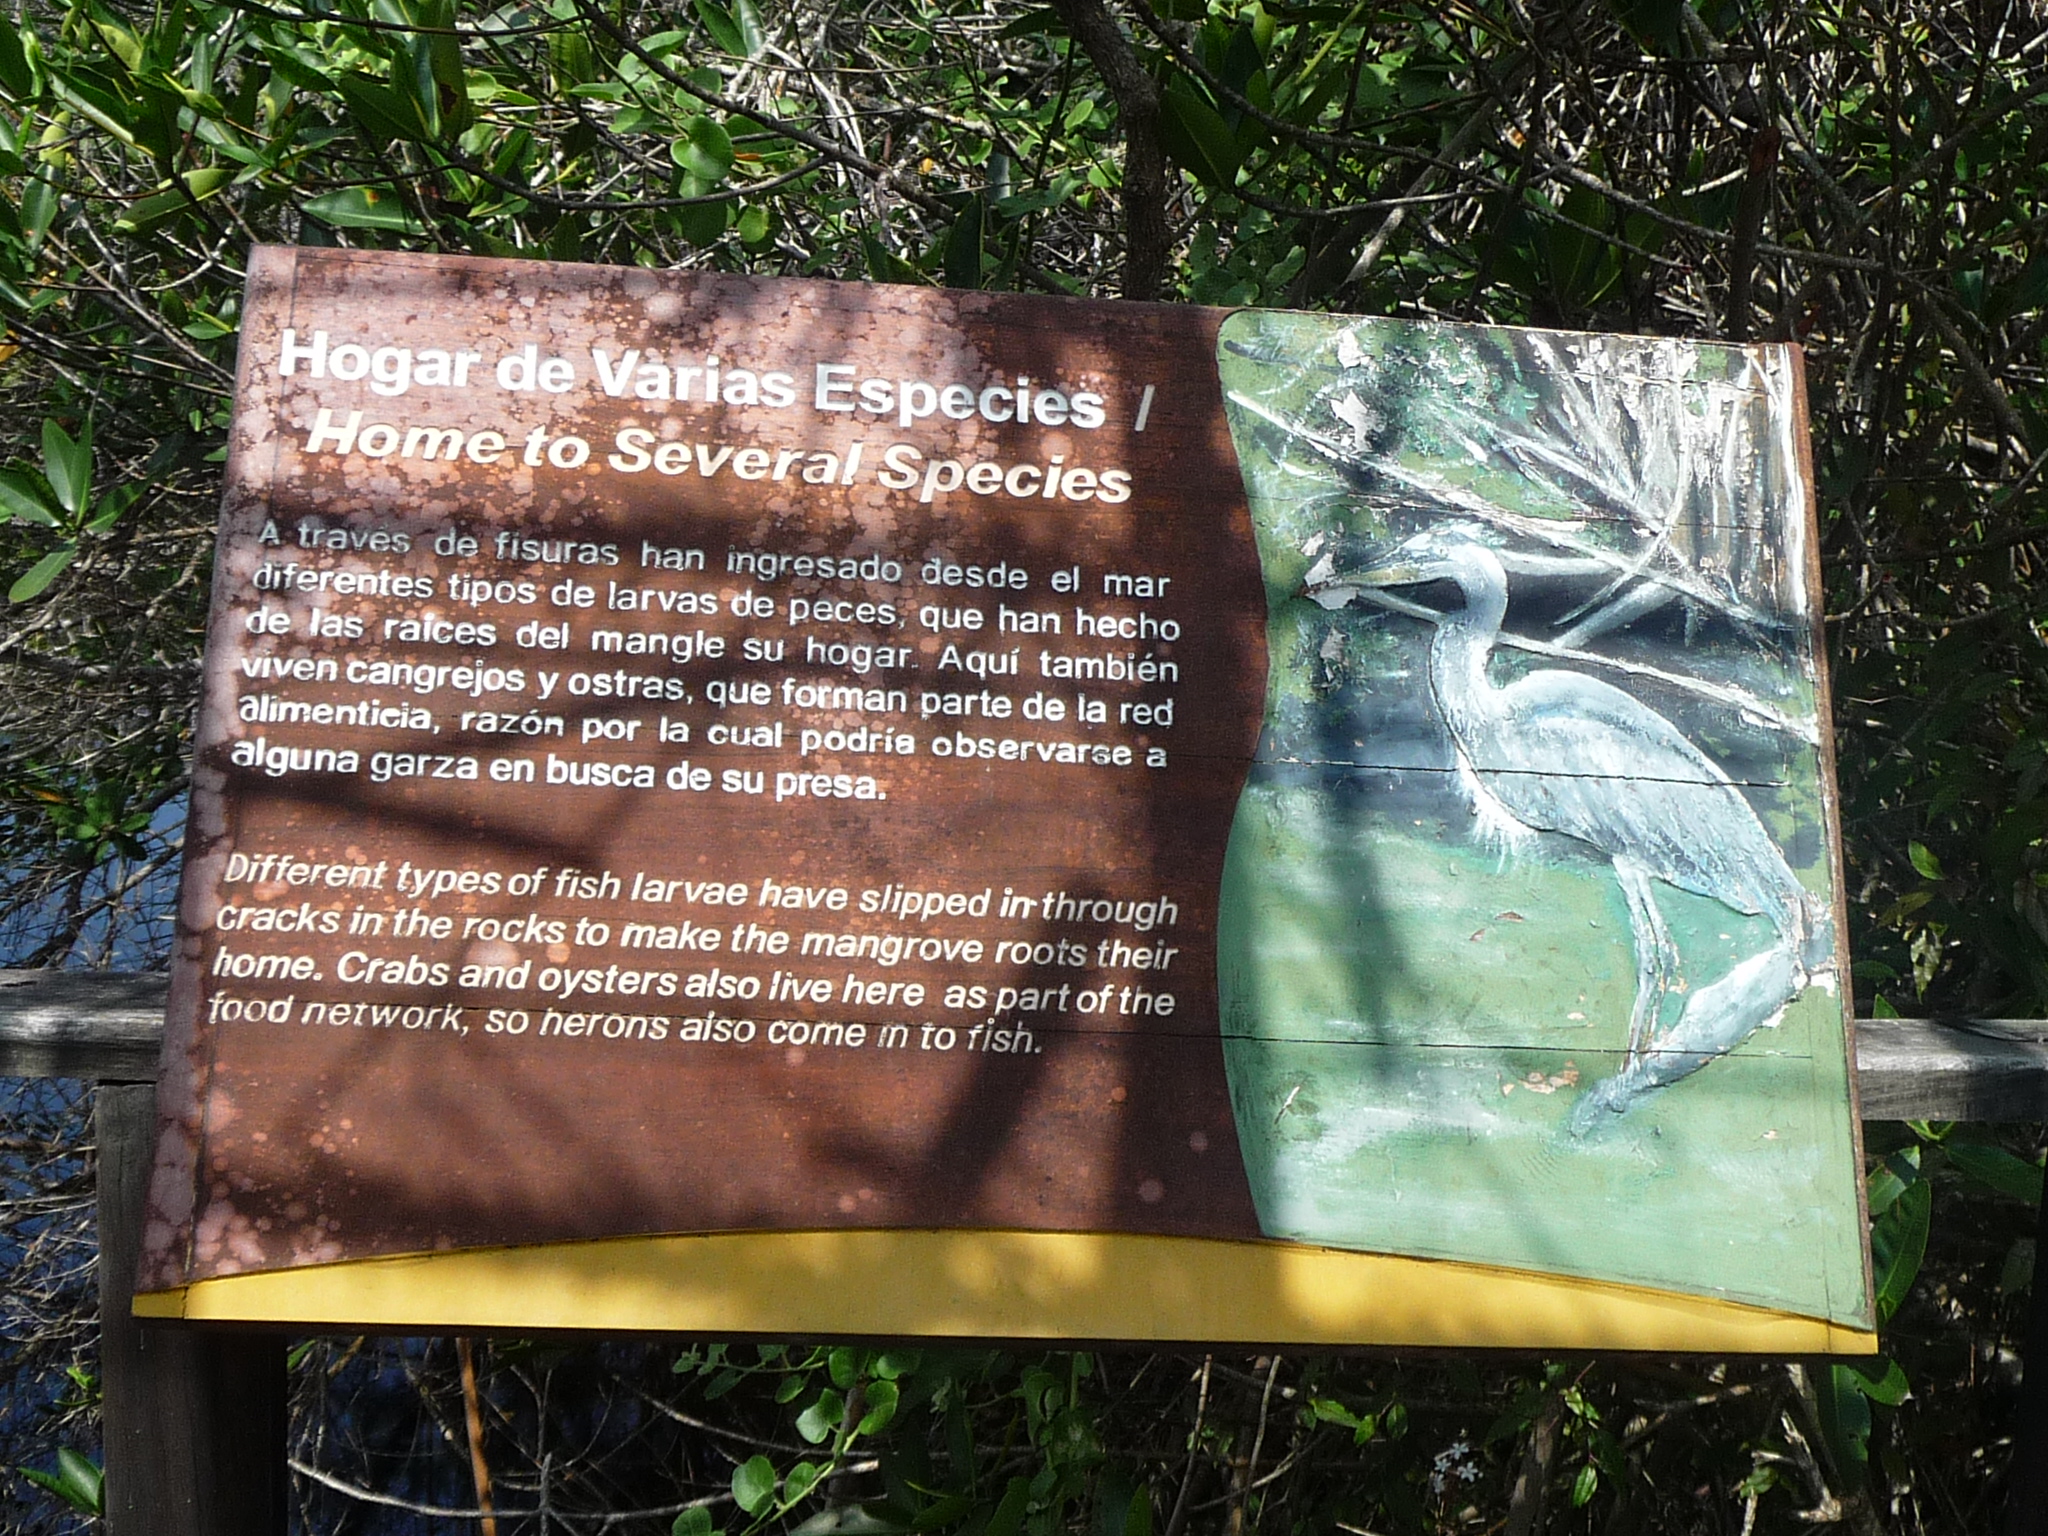 Hogar de Varias Especies /
Home to Several Species
A través de fisuras han ingresado desde el mar
diferentes tipos de larvas de peces, que han hecho
de las raíces del mangle su hogar. Aquí también
viven cangrejos y ostras, que forman parte de la red
alimenticia, razón por la cual podría observarse a
alguna garza en busca de su presa.
Different types of fish larvae have slipped in through
cracks in the rocks to make the mangrove roots their
home. Crabs and oysters also live here as part of the
food network, so herons also come in to fish.